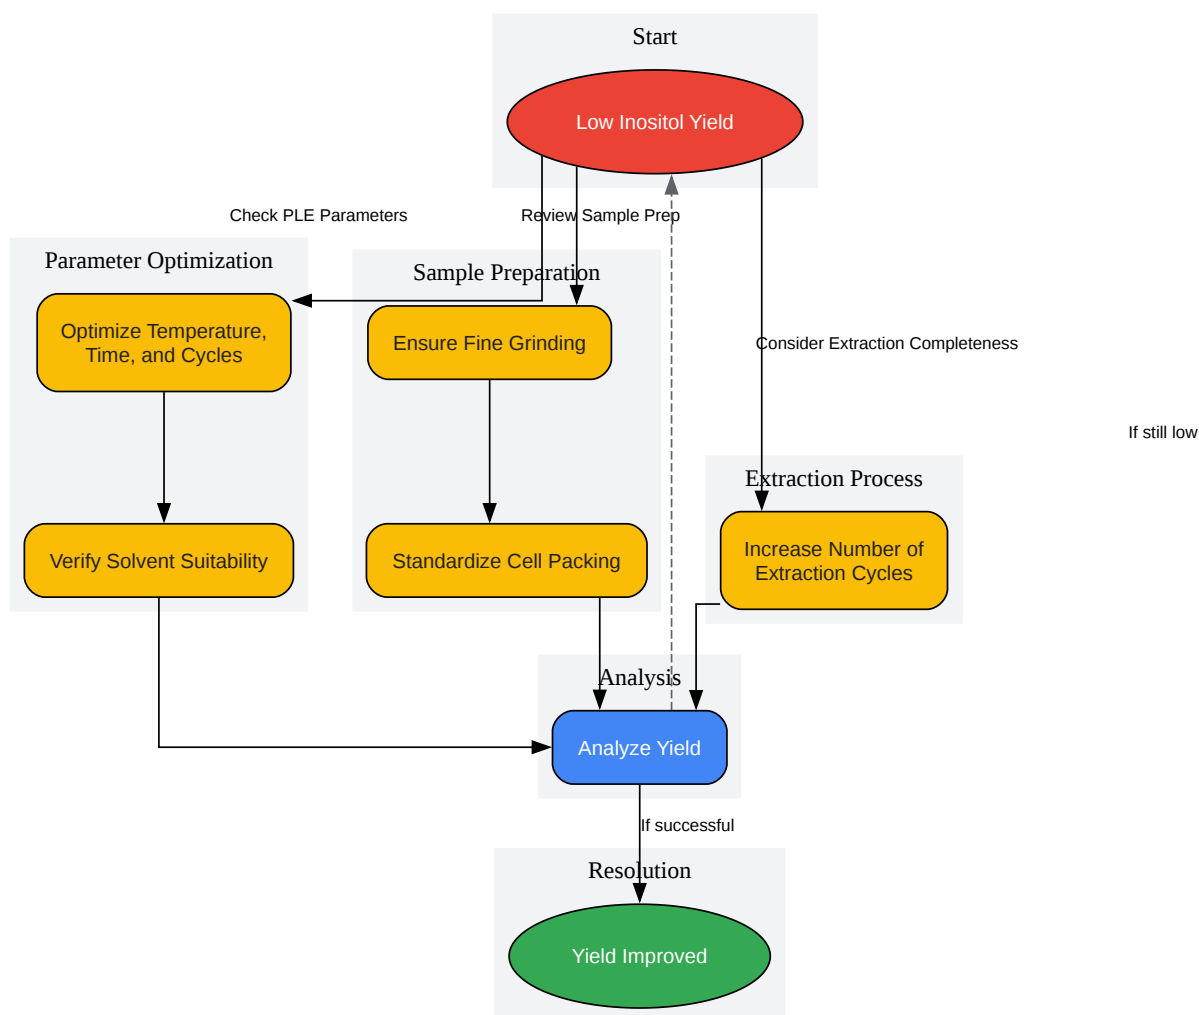 Start
Low Inositol Yield
Check PLE Parameters
Review Sample Prep
Parameter Optimization
Sample Preparation
Optimize Temperature,
Time, and Cycles
Ensure Fine Grinding
Consider Extraction Completeness
If still low
Extraction Process
Verify Solvent Suitability
Standardize Cell Packing
Increase Number of
Extraction Cycles
Analysis
Analyze Yield
If successful
Resolution
Yield Improved